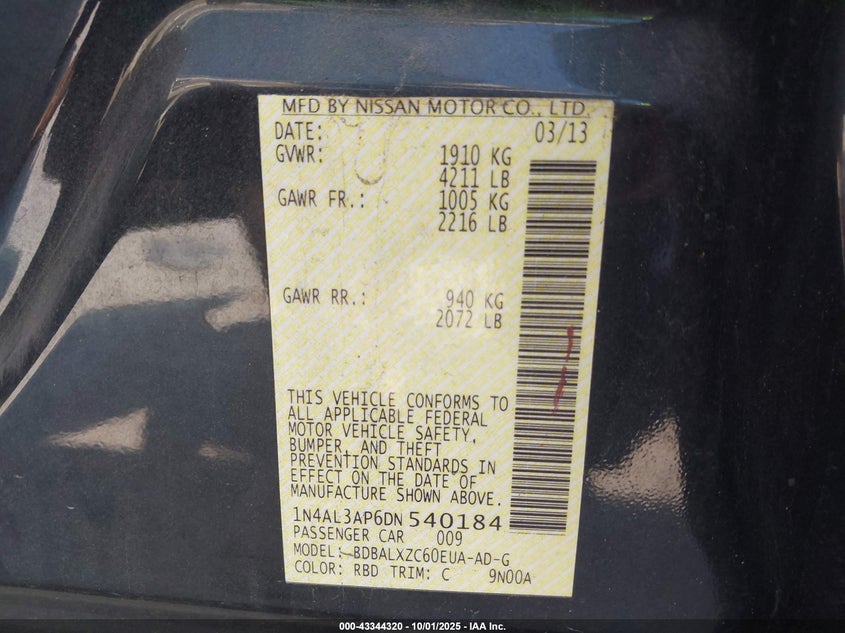 MFD BY NISSAN MOTOR CO., LTD.
DATE: 03/13
GVWR: 1910 KG
4211 LB
GAWR FR.: 1005 KG
2216 LB
GAWR RR.: 940 KG
2072 LB
THIS VEHICLE CONFORMS TO
ALL APPLICABLE FEDERAL
MOTOR VEHICLE SAFETY,
BUMPER, AND THEFT
PREVENTION STANDARDS IN
EFFECT ON THE DATE OF
MANUFACTURE SHOWN ABOVE.
1N4AL3AP6DN540184
PASSENGER CAR 009
MODEL: BDBALXZC60EUA-AD-G
COLOR: RBD TRIM: C 9N00A
000-43344320 - 10/01/2025 - IAA Inc.